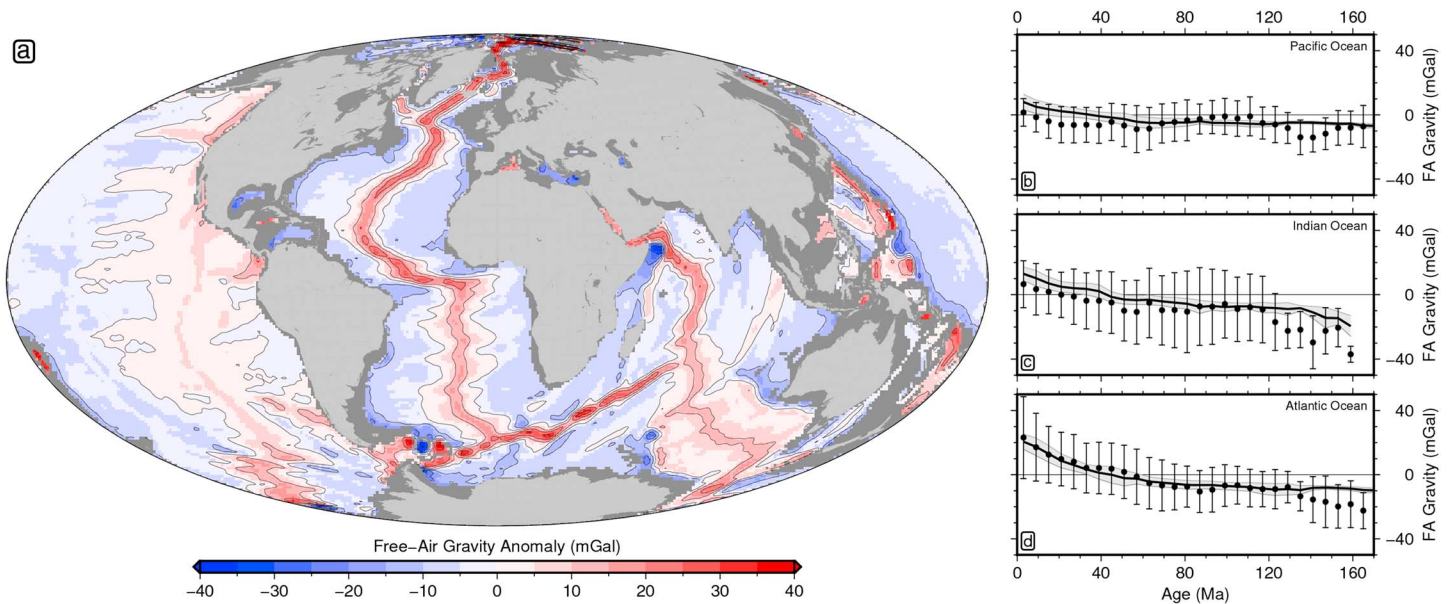 a
Free−Air Gravity Anomaly (mGal)
−40 −30 −20 −10 0 10 20 30 40
0 40 80 120 160
Pacific Ocean
40
0
−40
FA Gravity (mGal)
b
Indian Ocean
40
0
−40
FA Gravity (mGal)
c
Atlantic Ocean
40
0
−40
FA Gravity (mGal)
d
0 40 80 120 160
Age (Ma)